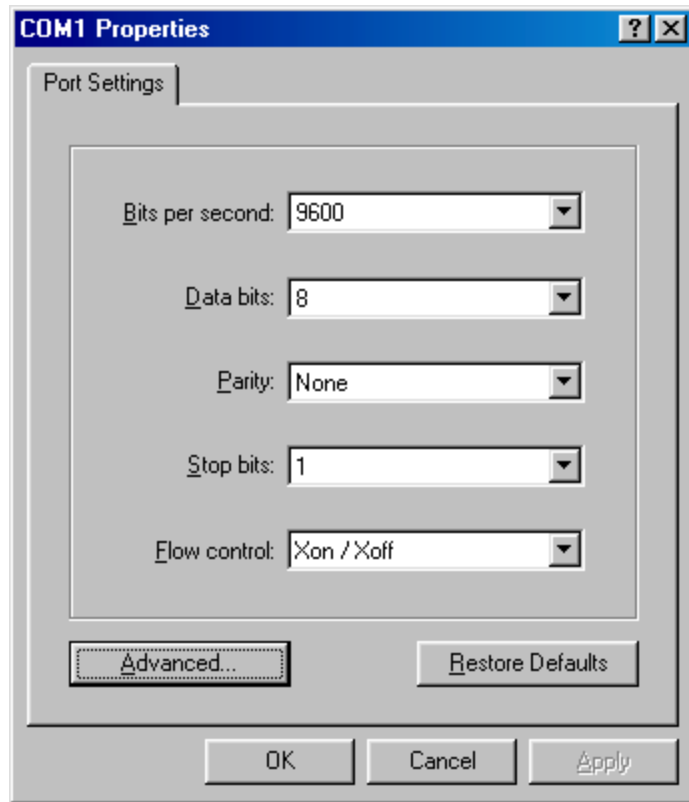 COM1 Properties
Port Settings
Bits per second: 9600
Data bits: 8
Parity: None
Stop bits: 1
Flow control: Xon / Xoff
Advanced... Restore Defaults
OK Cancel Apply